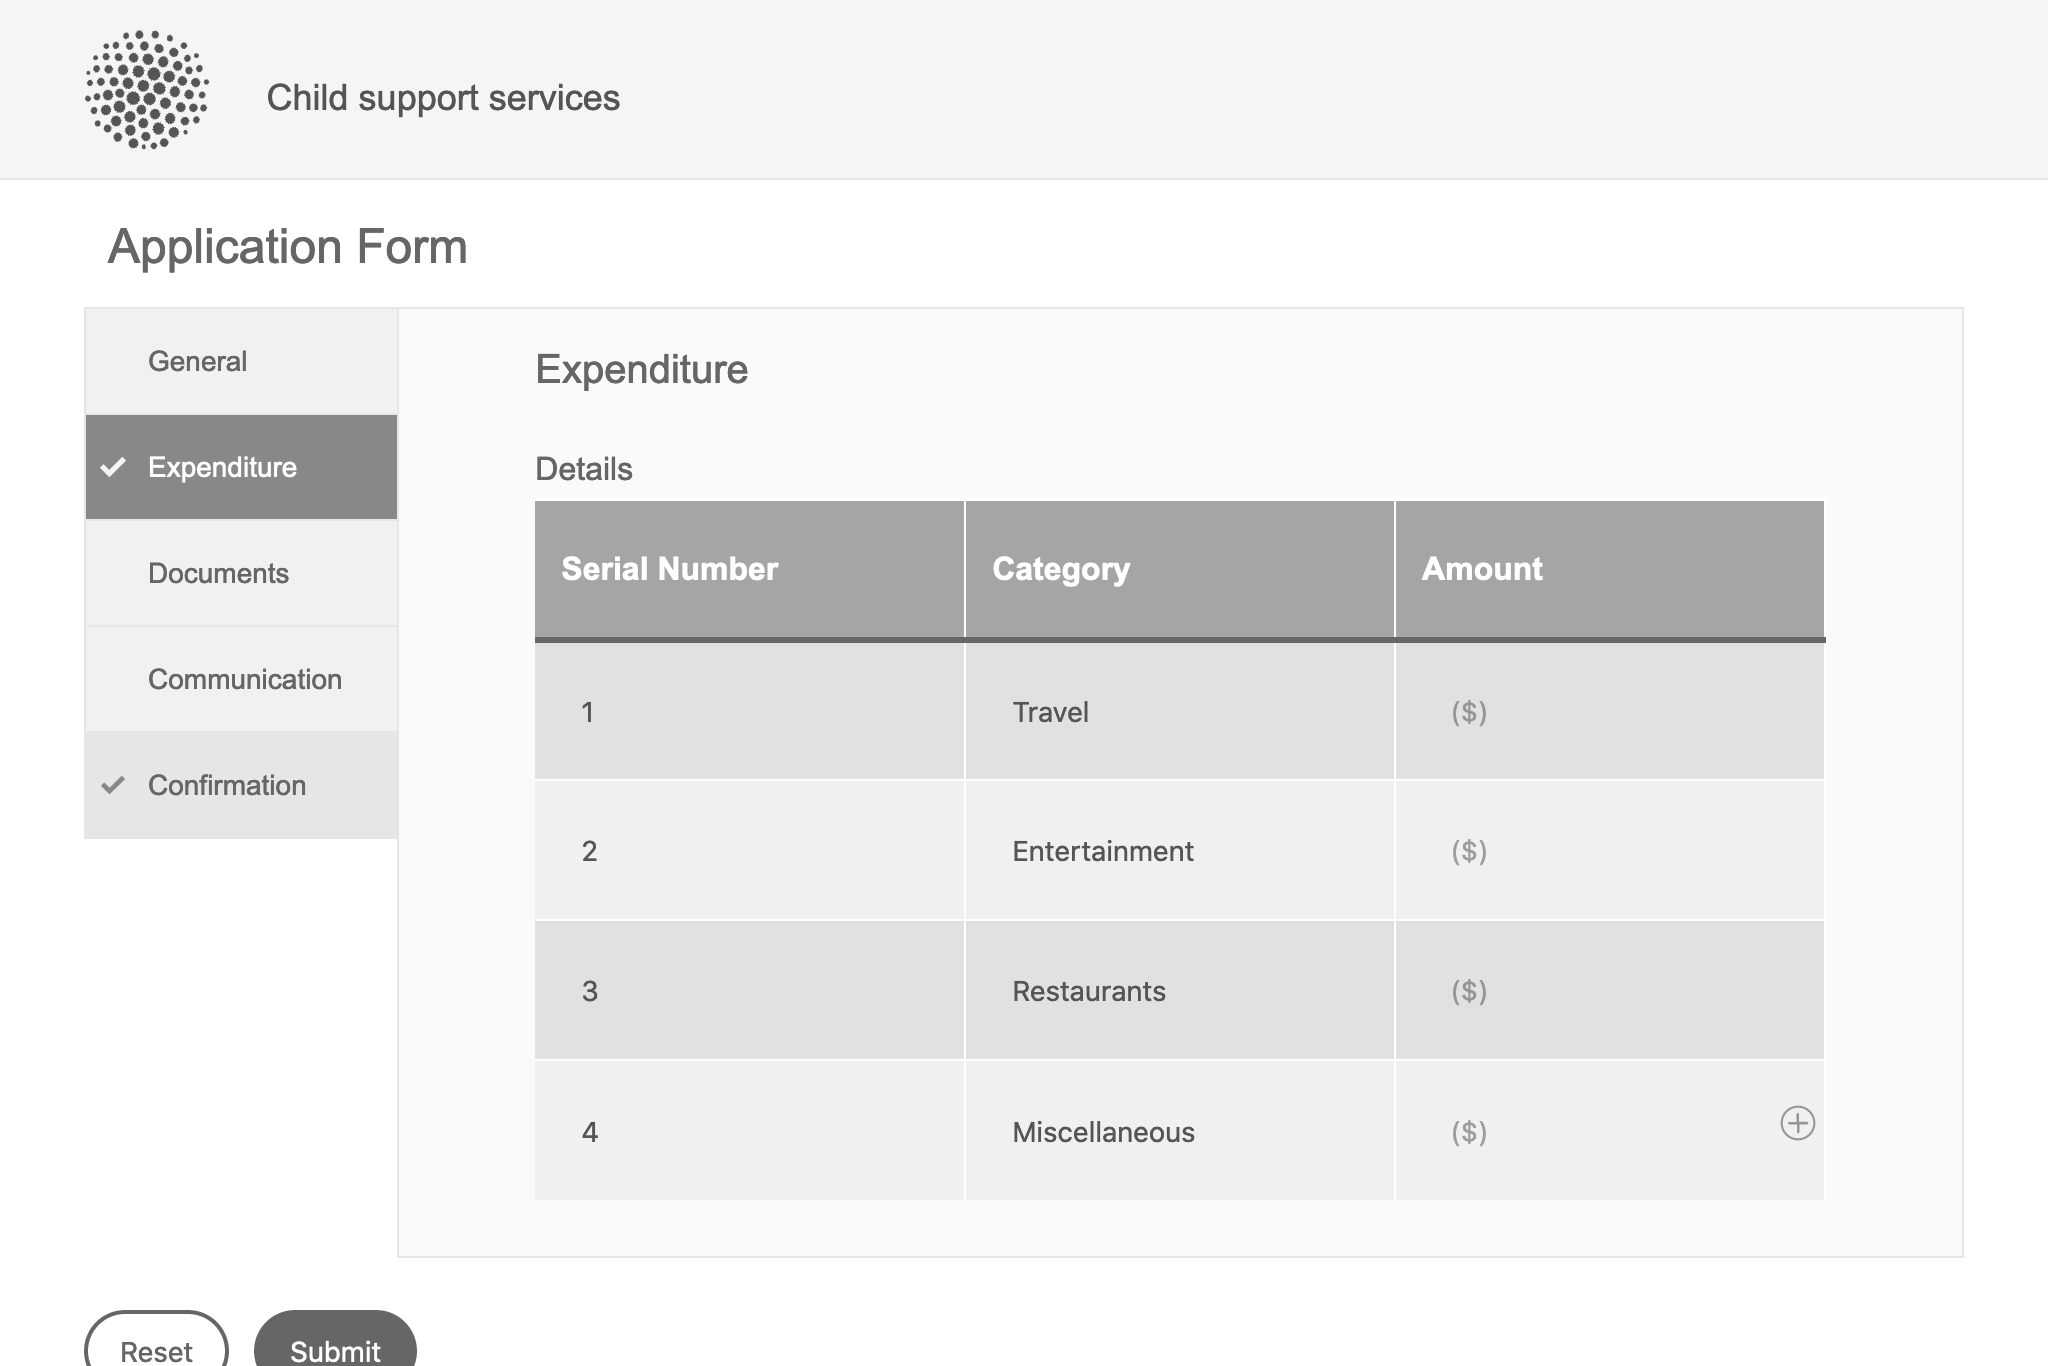 Child support services
Application Form
General
Expenditure
Documents
Communication
Confirmation
Expenditure
Details
Serial Number Category Amount
1 Travel ($)
2 Entertainment ($)
3 Restaurants ($)
4 Miscellaneous ($)
Reset Submit